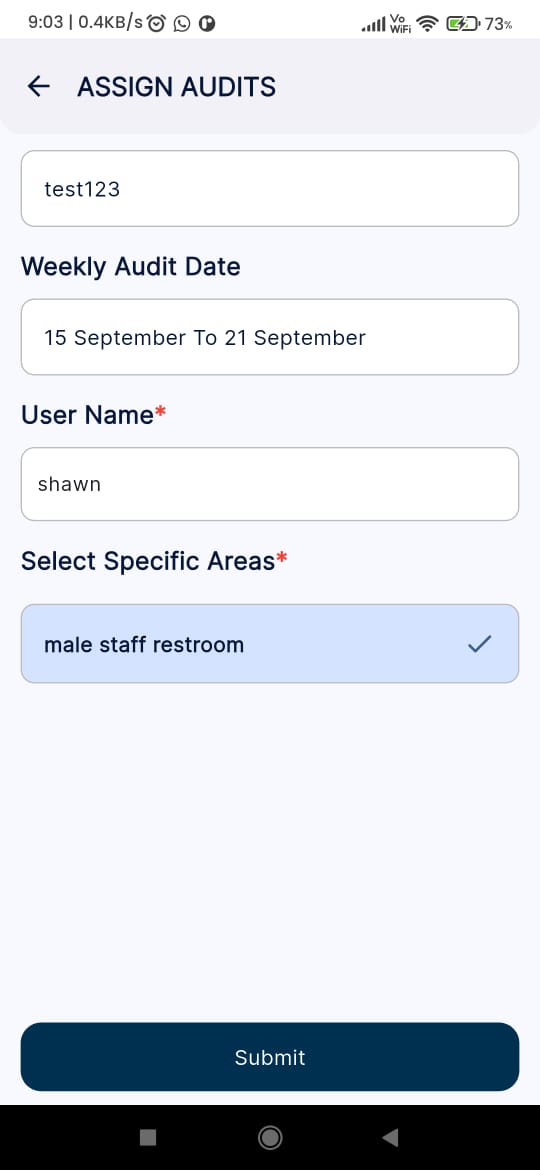 9:03 | 0.4KB/s Vo WiFi 73%
ASSIGN AUDITS
test123
Weekly Audit Date
15 September To 21 September
User Name*
shawn
Select Specific Areas*
male staff restroom
Submit